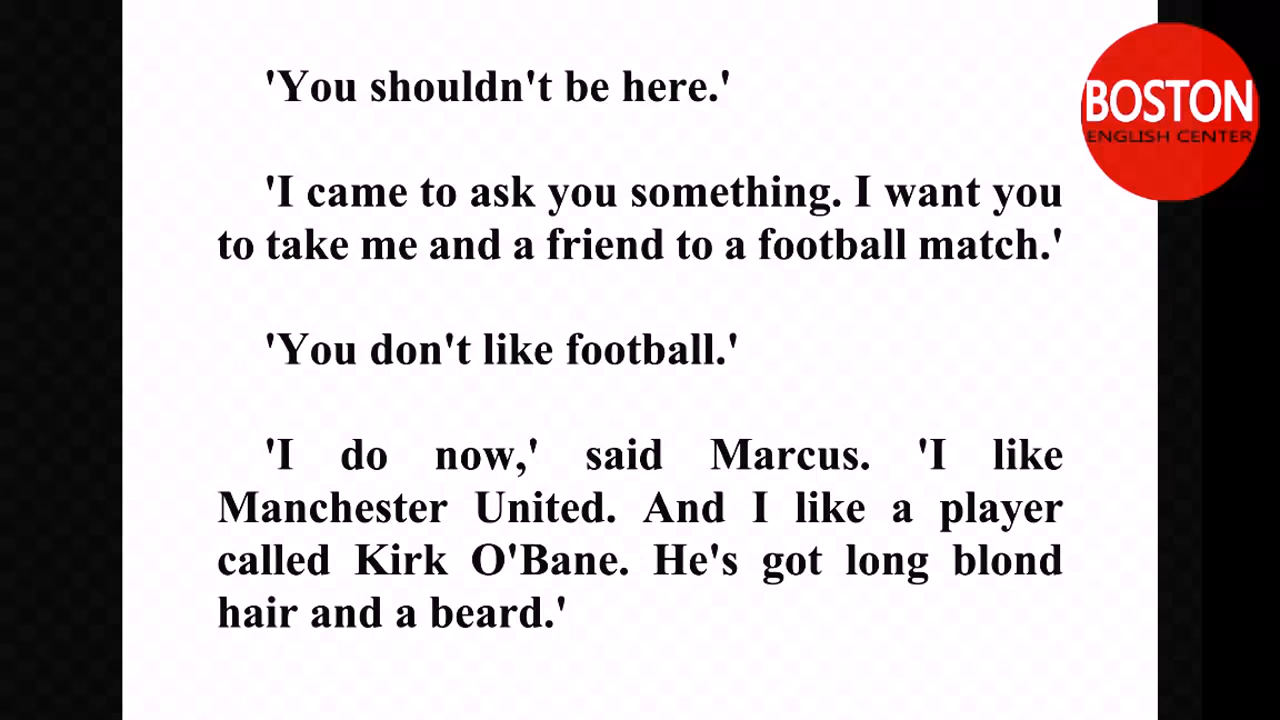 'You shouldn't be here.'
'I came to ask you something. I want you
to take me and a friend to a football match.'
'You don't like football.'
'I do now,' said Marcus. 'I like
Manchester United. And I like a player
called Kirk O'Bane. He's got long blond
hair and a beard.'
BOSTON
ENGLISH CENTER